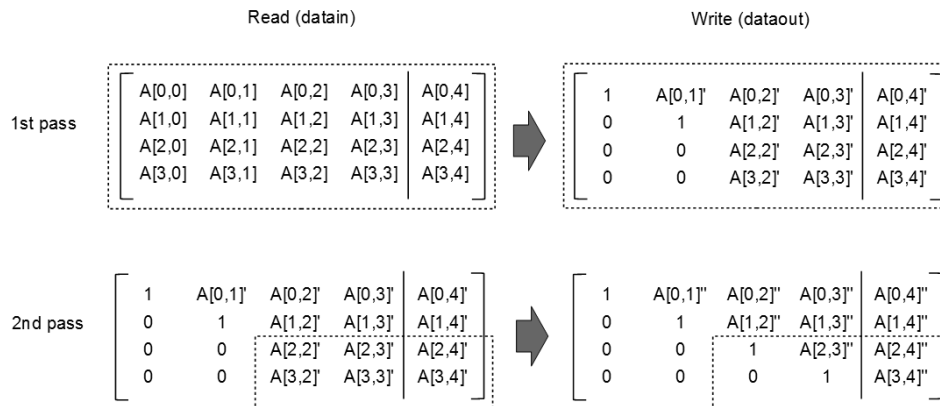 Read (datain) Write (dataout)
1st pass
A[0,0] A[0,1] A[0,2] A[0,3] A[0,4]
A[1,0] A[1,1] A[1,2] A[1,3] A[1,4]
A[2,0] A[2,1] A[2,2] A[2,3] A[2,4]
A[3,0] A[3,1] A[3,2] A[3,3] A[3,4]
1 A[0,1]' A[0,2]' A[0,3]' A[0,4]'
0 1 A[1,2]' A[1,3]' A[1,4]'
0 0 A[2,2]' A[2,3]' A[2,4]'
0 0 A[3,2]' A[3,3]' A[3,4]'
2nd pass
1 A[0,1]' A[0,2]' A[0,3]' A[0,4]'
0 1 A[1,2]' A[1,3]' A[1,4]'
0 0 A[2,2]' A[2,3]' A[2,4]'
0 0 A[3,2]' A[3,3]' A[3,4]'
1 A[0,1]" A[0,2]" A[0,3]" A[0,4]"
0 1 A[1,2]" A[1,3]" A[1,4]"
0 0 1 A[2,3]" A[2,4]"
0 0 0 1 A[3,4]"